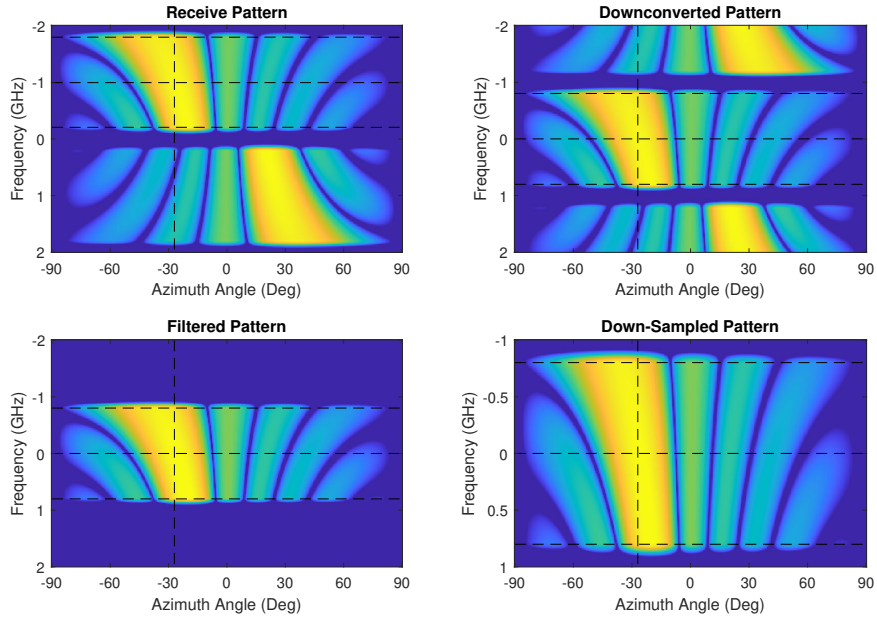 Receive Pattern
-2
-1
0
1
2
Frequency (GHz)
-90 -60 -30 0 30 60 90
Azimuth Angle (Deg)
Downconverted Pattern
-2
-1
0
1
2
Frequency (GHz)
-90 -60 -30 0 30 60 90
Azimuth Angle (Deg)
Filtered Pattern
-2
-1
0
1
2
Frequency (GHz)
-90 -60 -30 0 30 60 90
Azimuth Angle (Deg)
Down-Sampled Pattern
-1
-0.5
0
0.5
1
Frequency (GHz)
-90 -60 -30 0 30 60 90
Azimuth Angle (Deg)